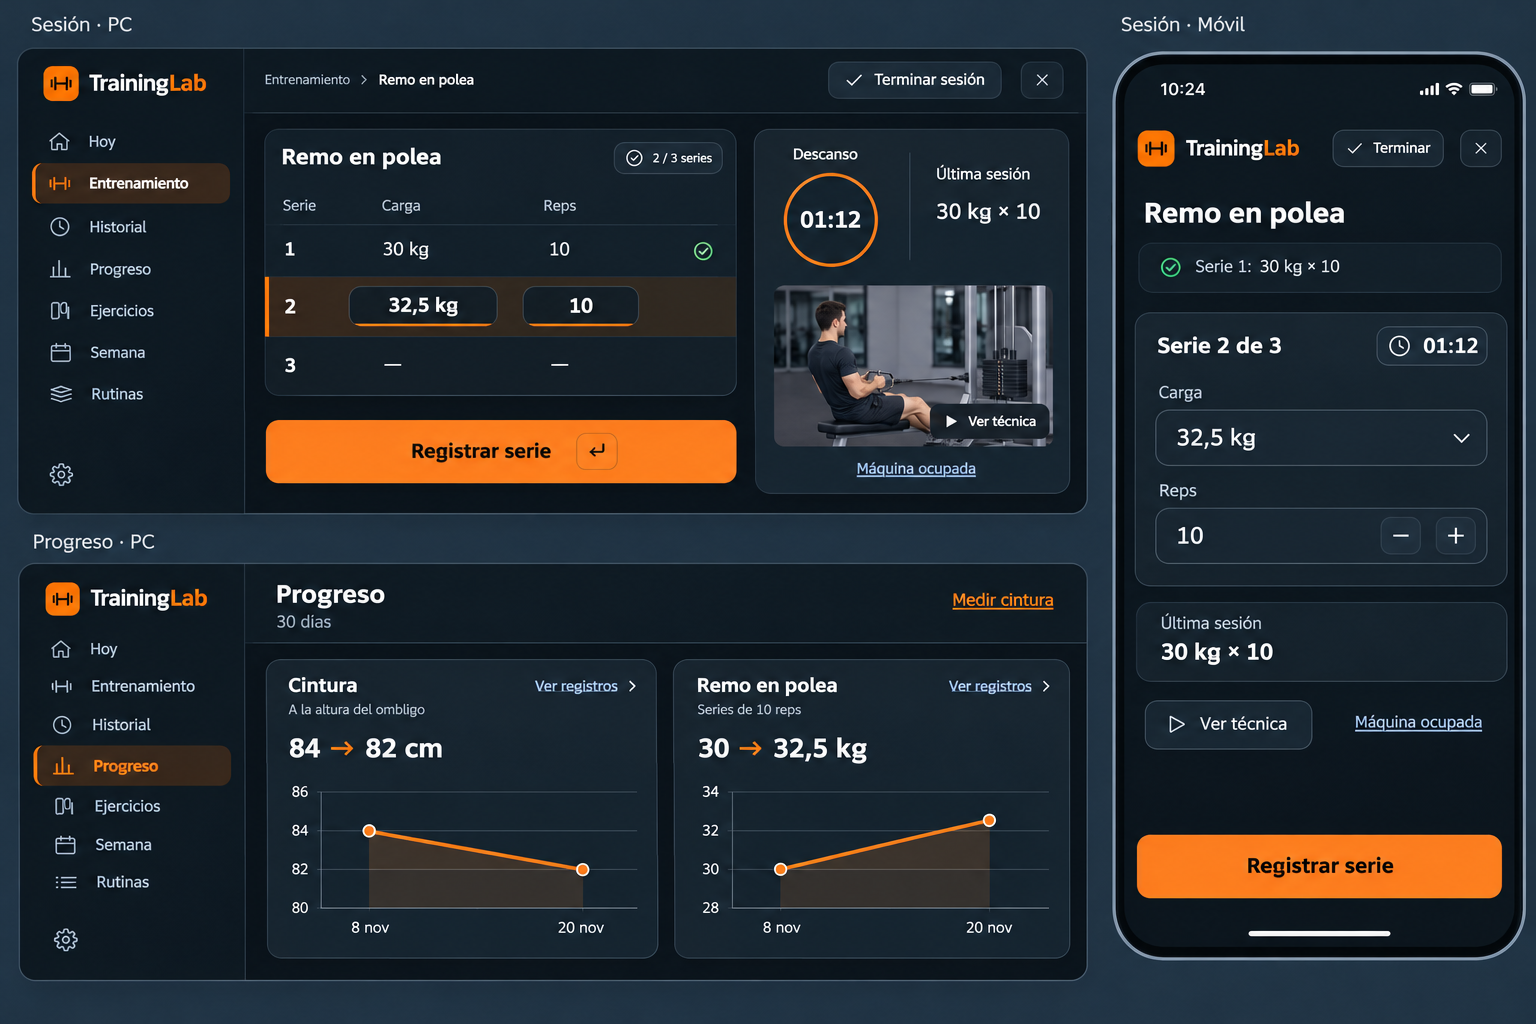 Sesión · PC
TrainingLab
Hoy
Entrenamiento
Historial
Progreso
Ejercicios
Semana
Rutinas
Entrenamiento > Remo en polea
Terminar sesión
Remo en polea
2 / 3 series
Serie Carga Reps
1 30 kg 10
2 32,5 kg 10
3 — —
Registrar serie
Descanso
01:12
Última sesión
30 kg × 10
Ver técnica
Máquina ocupada
Progreso · PC
TrainingLab
Hoy
Entrenamiento
Historial
Progreso
Ejercicios
Semana
Rutinas
Progreso
30 días
Medir cintura
Cintura
Ver registros >
A la altura del ombligo
84 → 82 cm
86
84
82
80
8 nov 20 nov
Remo en polea
Ver registros >
Series de 10 reps
30 → 32,5 kg
34
32
30
28
8 nov 20 nov
Sesión · Móvil
10:24
TrainingLab
Terminar
Remo en polea
Serie 1: 30 kg × 10
Serie 2 de 3
01:12
Carga
32,5 kg
Reps
10 − +
Última sesión
30 kg × 10
Ver técnica
Máquina ocupada
Registrar serie